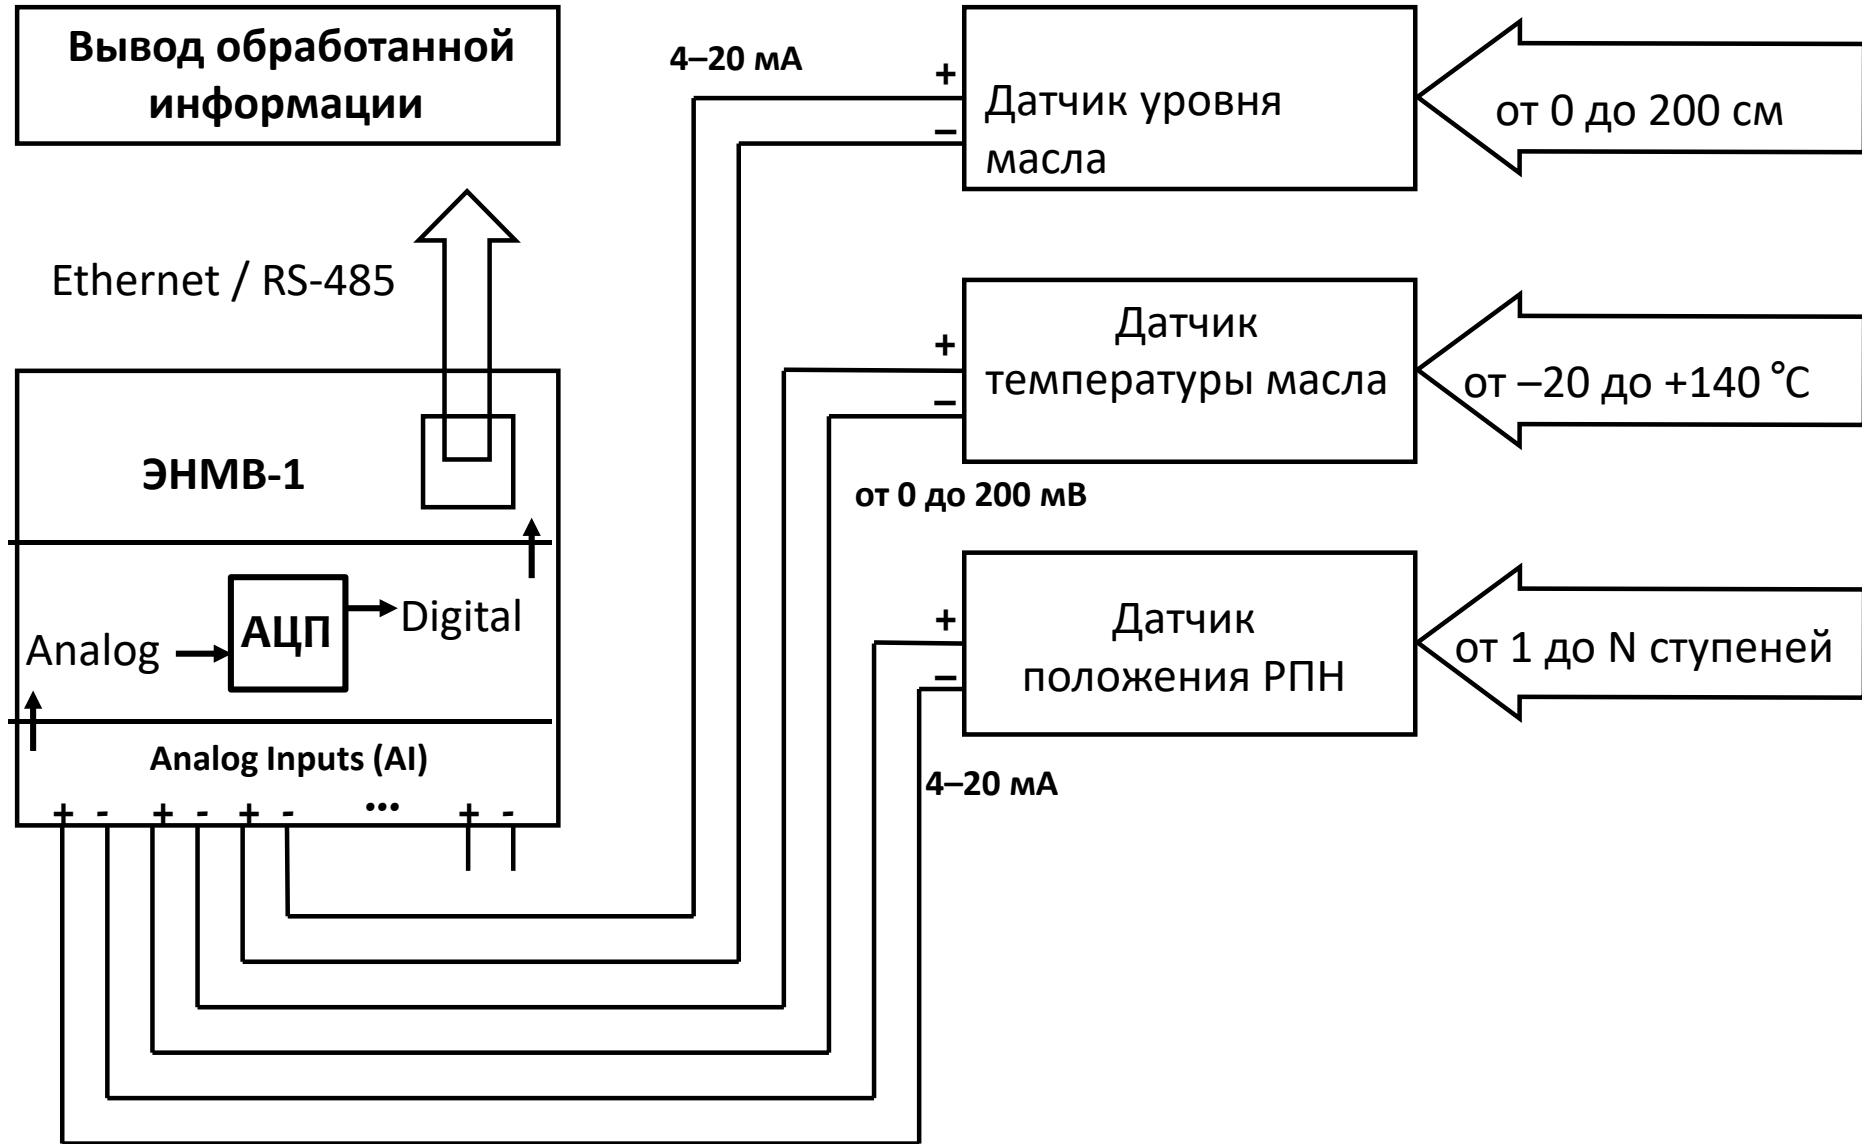 Вывод обработанной
информации
Ethernet / RS-485
ЭНМВ-1
Analog
АЦП
Digital
Analog Inputs (AI)
+ - + - + - ... + -
4–20 мА
+
–
Датчик уровня
масла
от 0 до 200 см
+
–
Датчик
температуры масла
от –20 до +140 °С
от 0 до 200 мВ
+
–
Датчик
положения РПН
от 1 до N ступеней
4–20 мА